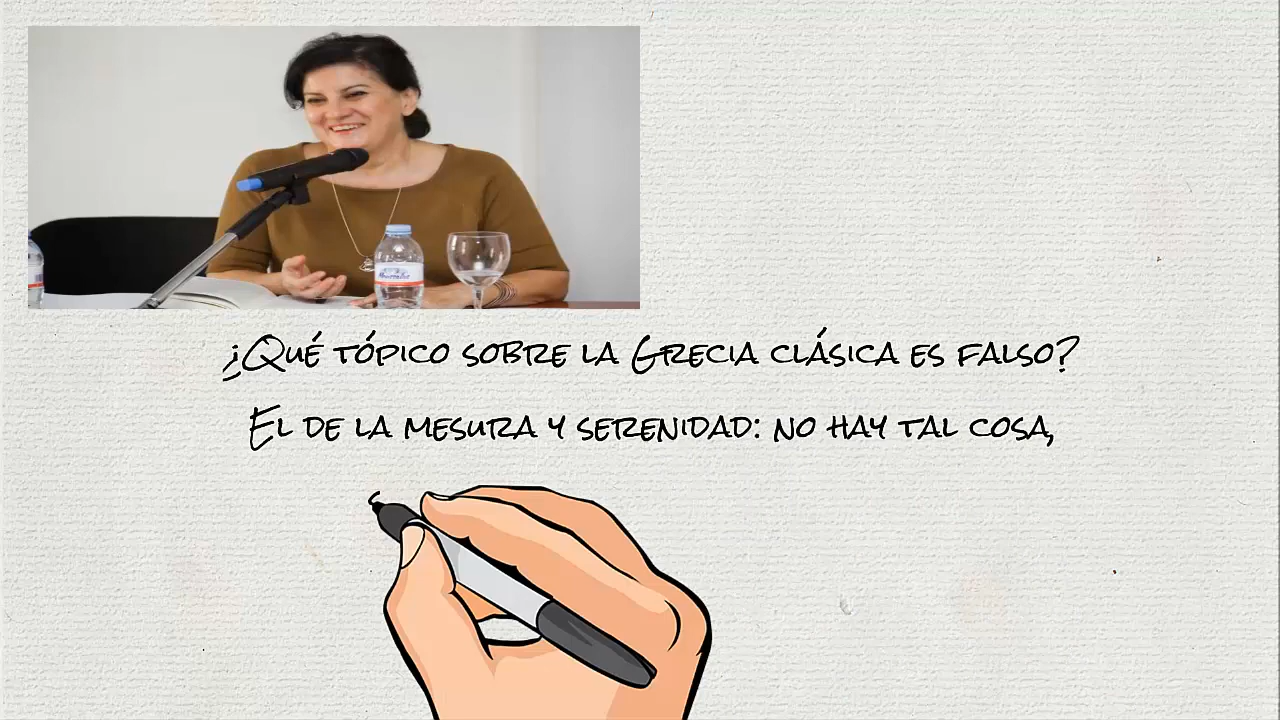 ¿Qué tópico sobre la Grecia clásica es falso?
El de la mesura y serenidad: no hay tal cosa,